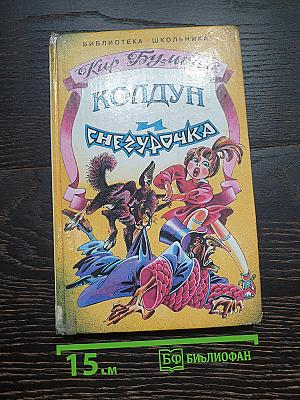 БИБЛИОТЕКА ШКОЛЬНИКА
Кир Булычев
КОЛДУН
И
СНЕГУРОЧКА
15 см
БФ БИБЛИОФАН